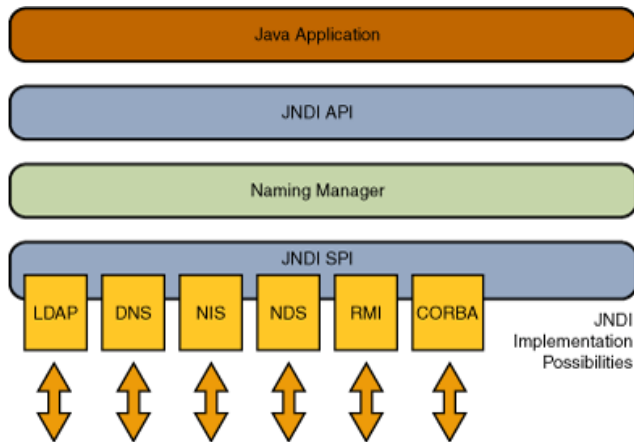 Java Application
JNDI API
Naming Manager
JNDI SPI
LDAP DNS NIS NDS RMI CORBA
JNDI
Implementation
Possibilities